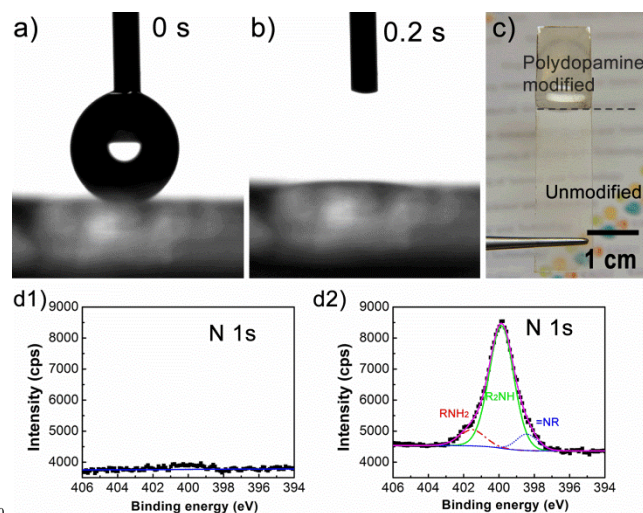 a)
0 s
b)
0.2 s
c)
Polydopamine
modified
Unmodified
1 cm
d1)
N 1s
9000
8000
7000
6000
5000
4000
Intensity (cps)
406 404 402 400 398 396 394
Binding energy (eV)
d2)
N 1s
9000
8000
7000
6000
5000
4000
Intensity (cps)
RNH₂
R₂NH
=NR
406 404 402 400 398 396 394
Binding energy (eV)